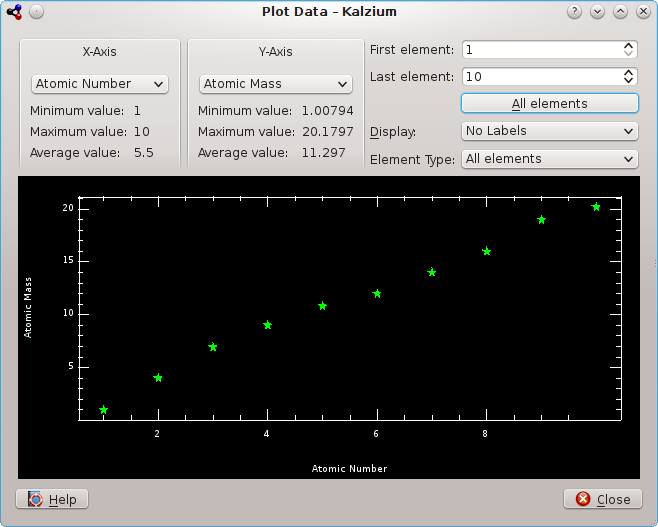 Plot Data - Kalzium
X-Axis
Atomic Number
Minimum value: 1
Maximum value: 10
Average value: 5.5
Y-Axis
Atomic Mass
Minimum value: 1.00794
Maximum value: 20.1797
Average value: 11.297
First element: 1
Last element: 10
All elements
Display: No Labels
Element Type: All elements
20
15
10
5
Atomic Mass
2 4 6 8
Atomic Number
Help
Close